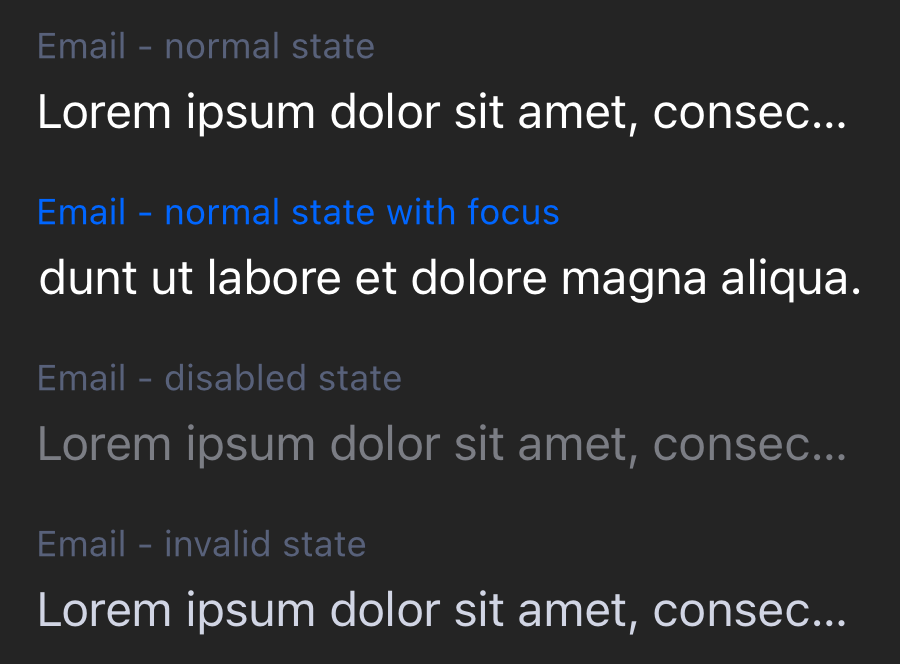 Email - normal state
Lorem ipsum dolor sit amet, consec...
Email - normal state with focus
dunt ut labore et dolore magna aliqua.
Email - disabled state
Lorem ipsum dolor sit amet, consec...
Email - invalid state
Lorem ipsum dolor sit amet, consec...